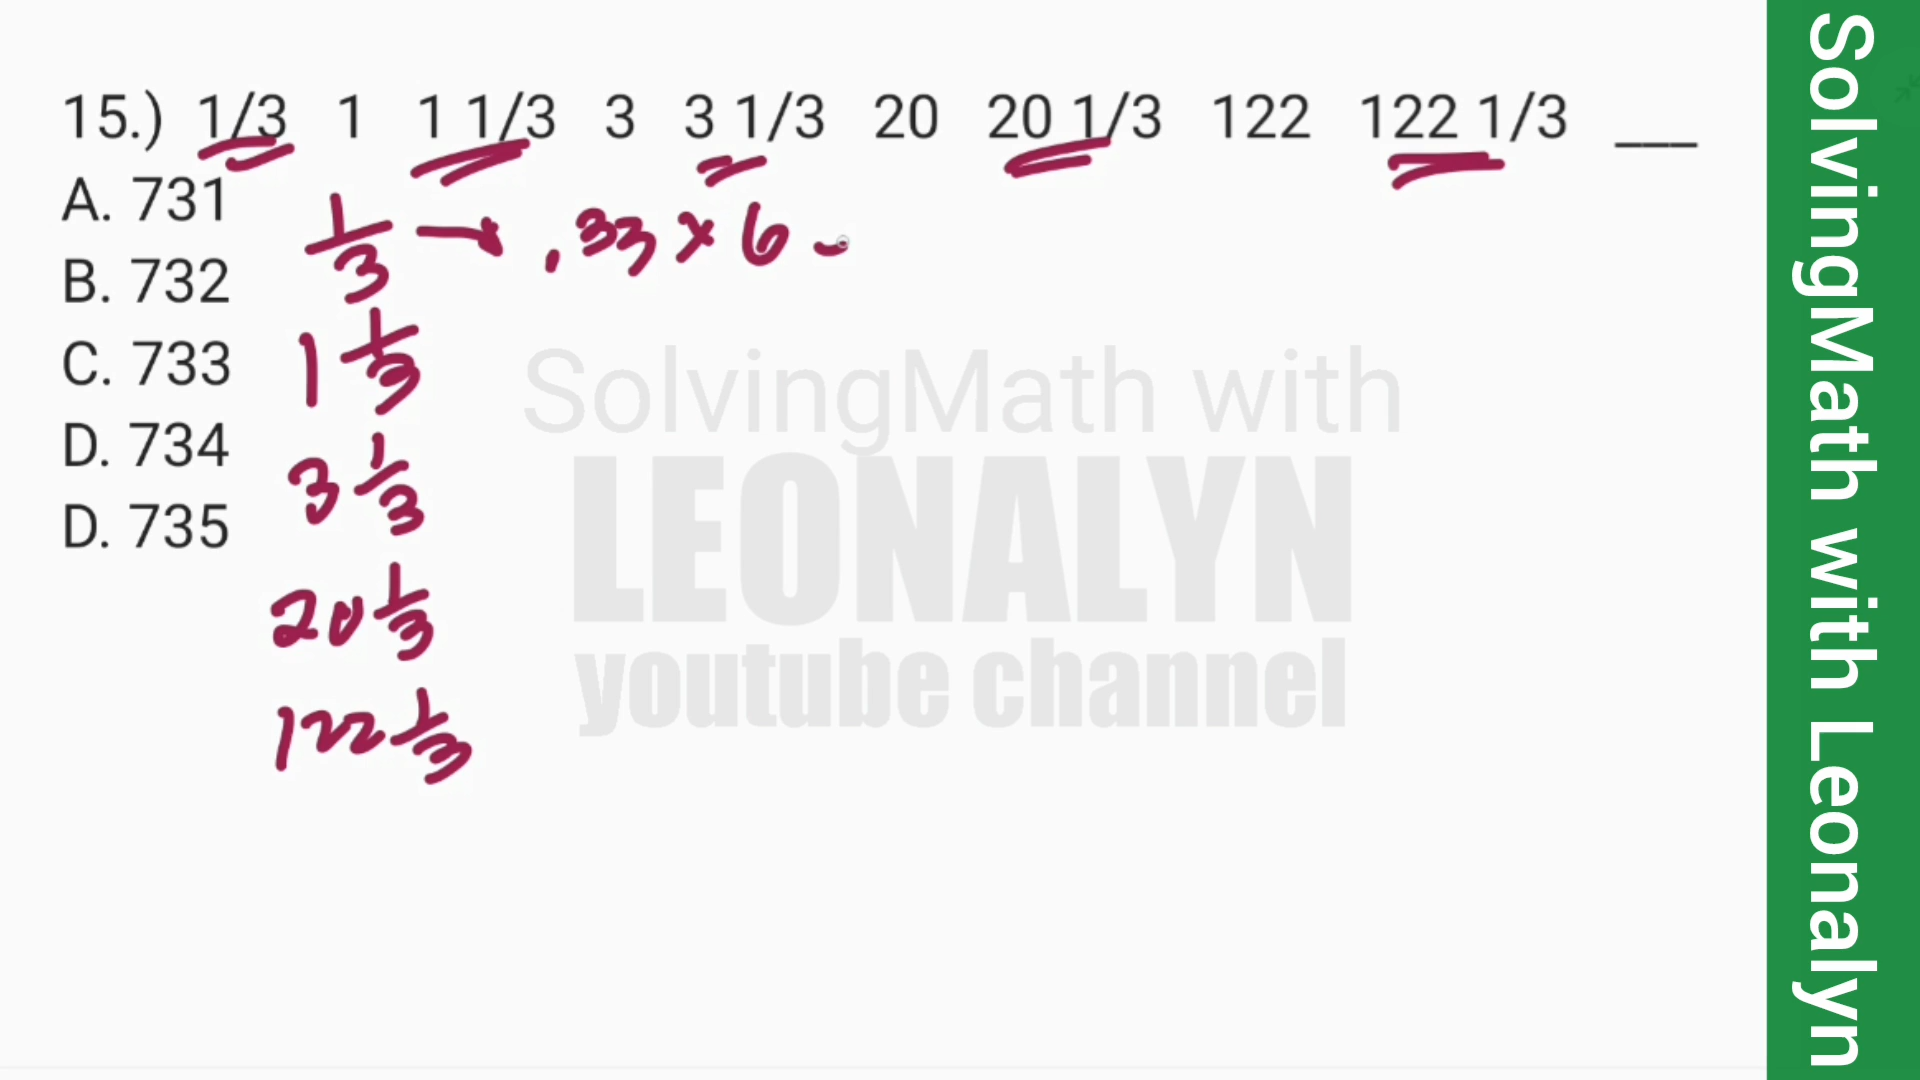 15.) 1/3 1 1 1/3 3 3 1/3 20 20 1/3 122 122 1/3 ___
A. 731
B. 732
C. 733
D. 734
D. 735
1/3 → .33 x 6 -
1 1/3
3 1/3
20 1/3
122 1/3
SolvingMath with
LEONALYN
youtube channel
SolvingMath with Leonalyn